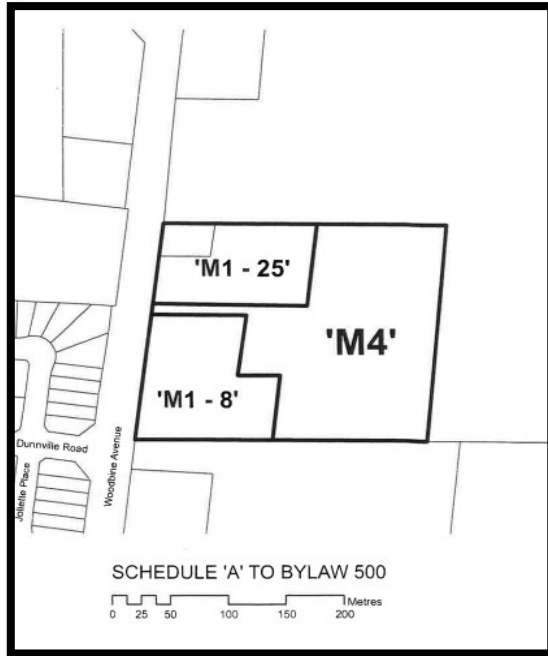 'M1 - 25'
'M4'
'M1 - 8'
Dunnville Road
Woodbine Avenue
Joliette Place
SCHEDULE 'A' TO BYLAW 500
Metres
0 25 50 100 150 200